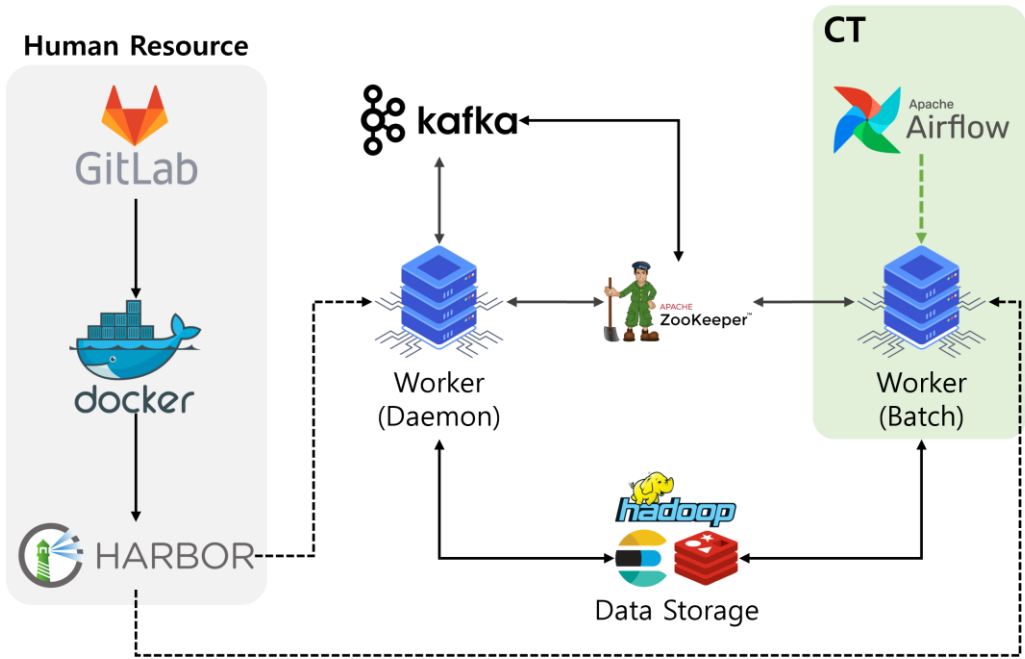 Human Resource
GitLab
docker
HARBOR
kafka
Worker
(Daemon)
APACHE
ZooKeeper™
hadoop
Data Storage
CT
Apache
Airflow
Worker
(Batch)